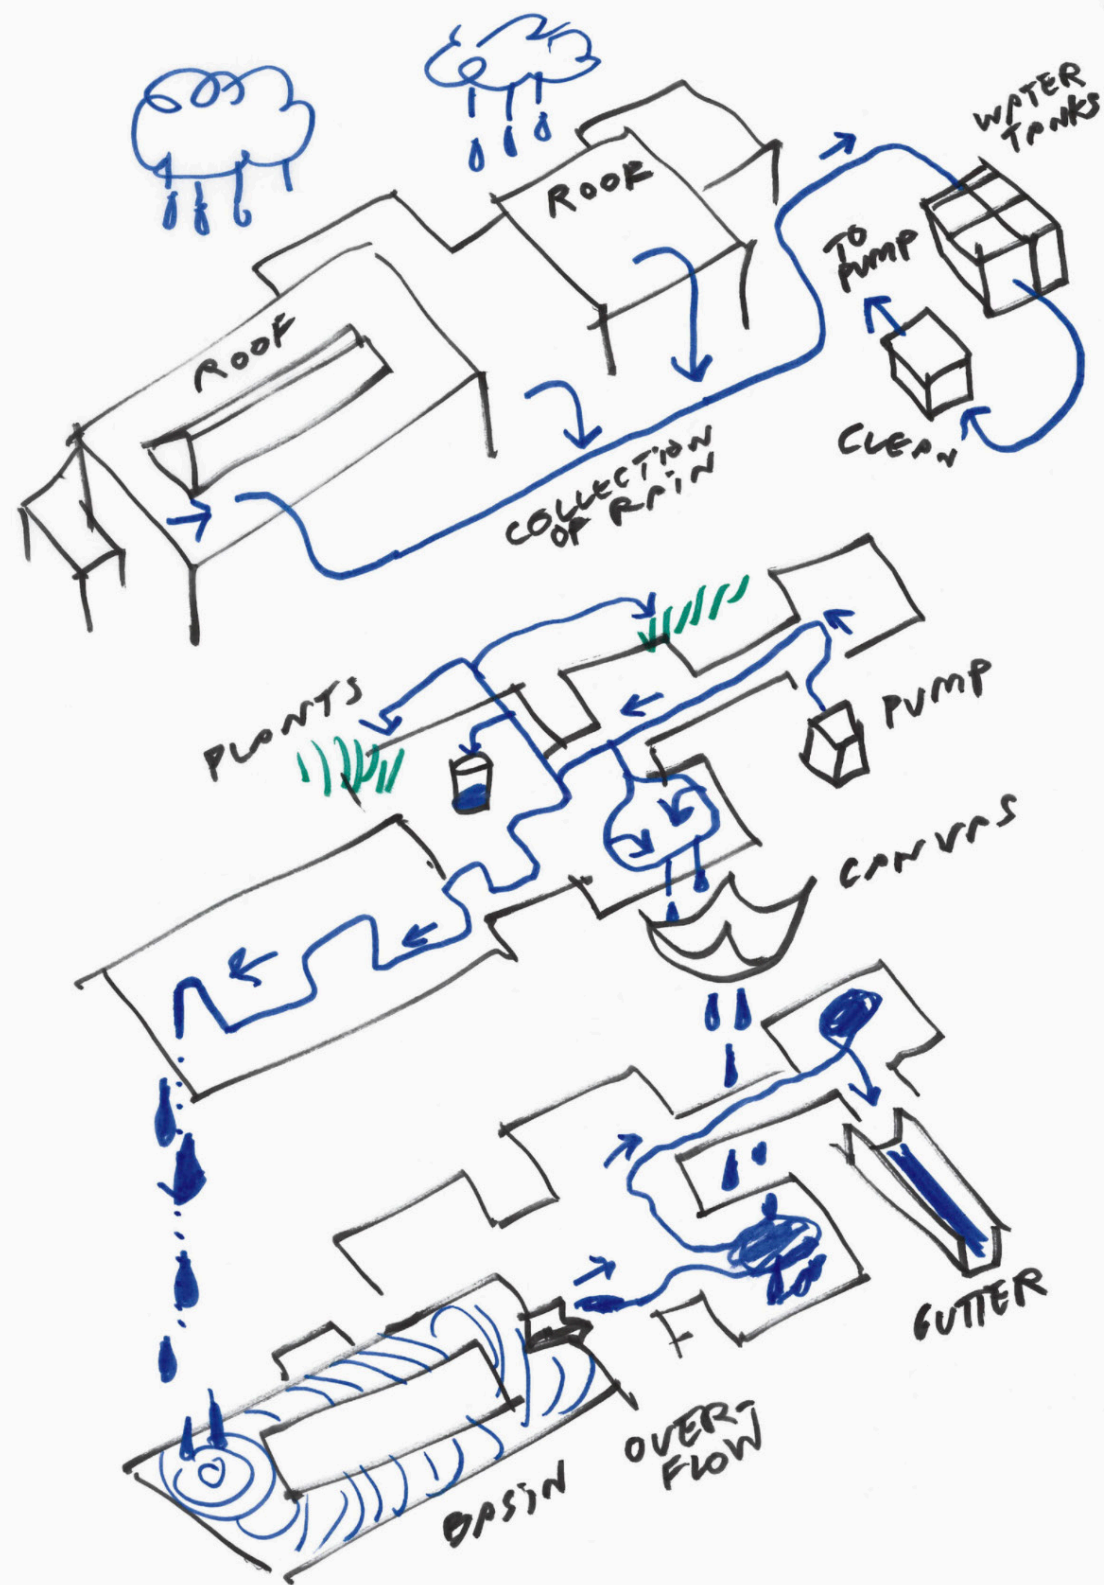 WATER
TANKS
ROOF
TO
PUMP
ROOF
CLEAN
COLLECTION
OF RAIN
PLANTS
PUMP
CANVAS
GUTTER
OVER
FLOW
BASIN